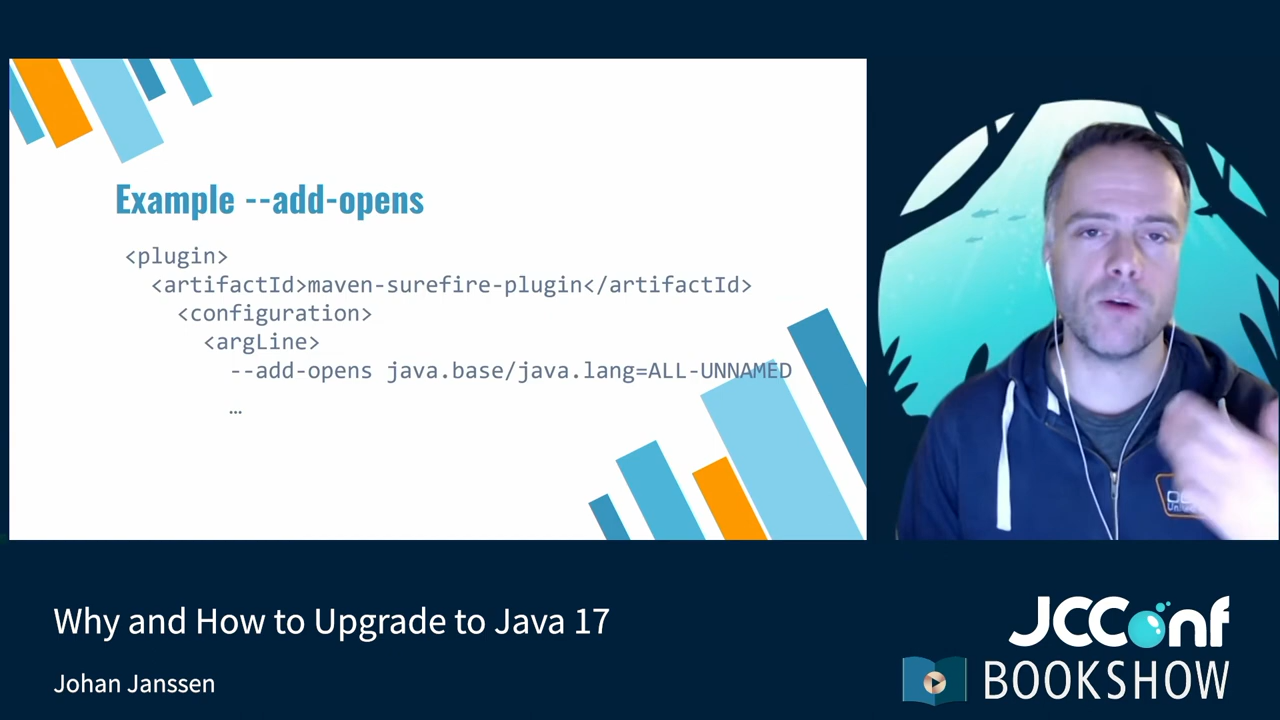 Example --add-opens
<plugin>
<artifactId>maven-surefire-plugin</artifactId>
<configuration>
<argLine>
--add-opens java.base/java.lang=ALL-UNNAMED
…
Why and How to Upgrade to Java 17
Johan Janssen
JCConf
BOOKSHOW